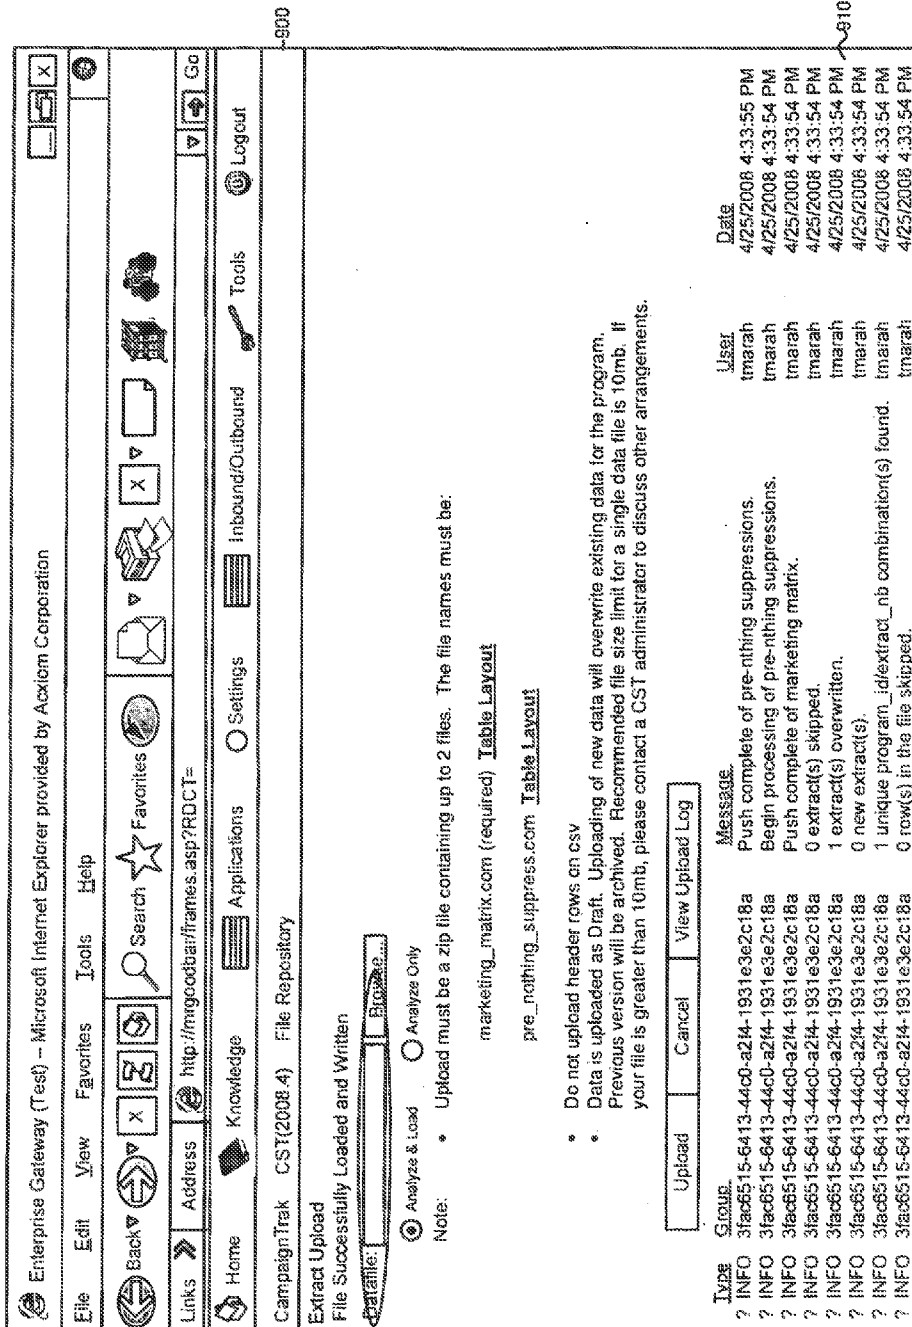 Enterprise Gateway (Test) – Microsoft Internet Explorer provided by Acxiom Corporation
X
File Edit View Favorites Tools Help
Back X Search Favorites X
Links Address http://mrgoodbar/frames.asp?RDCT= Go
Home Knowledge Applications Settings Inbound/Outbound Tools Logout
CampaignTrak CST(2008.4) File Repository
900
Extract Upload
File Successfully Loaded and Written
Datafile: Browse...
Analyze & Load Analyze Only
Note: • Upload must be a zip file containing up to 2 files. The file names must be:
marketing_matrix.com (required) Table Layout
pre_nothing_suppress.com Table Layout
• Do not upload header rows on csv
• Data is uploaded as Draft. Uploading of new data will overwrite existing data for the program.
Previous version will be archived. Recommended file size limit for a single data file is 10mb. If
your file is greater than 10mb, please contact a CST administrator to discuss other arrangements.
Upload Cancel View Upload Log
Type Group Message User Date
? INFO 3fac6515-6413-44c0-a2f4-1931e3e2c18a Push complete of pre-nthing suppressions. tmarah 4/25/2008 4:33:55 PM
? INFO 3fac6515-6413-44c0-a2f4-1931e3e2c18a Begin processing of pre-nthing suppressions. tmarah 4/25/2008 4:33:54 PM
? INFO 3fac6515-6413-44c0-a2f4-1931e3e2c18a Push complete of marketing matrix. tmarah 4/25/2008 4:33:54 PM
? INFO 3fac6515-6413-44c0-a2f4-1931e3e2c18a 0 extract(s) skipped. tmarah 4/25/2008 4:33:54 PM
910
? INFO 3fac6515-6413-44c0-a2f4-1931e3e2c18a 1 extract(s) overwritten. tmarah 4/25/2008 4:33:54 PM
? INFO 3fac6515-6413-44c0-a2f4-1931e3e2c18a 0 new extract(s). tmarah 4/25/2008 4:33:54 PM
? INFO 3fac6515-6413-44c0-a2f4-1931e3e2c18a 1 unique program_id/extract_nb combination(s) found. tmarah 4/25/2008 4:33:54 PM
? INFO 3fac6515-6413-44c0-a2f4-1931e3e2c18a 0 row(s) in the file skipped. tmarah 4/25/2008 4:33:54 PM